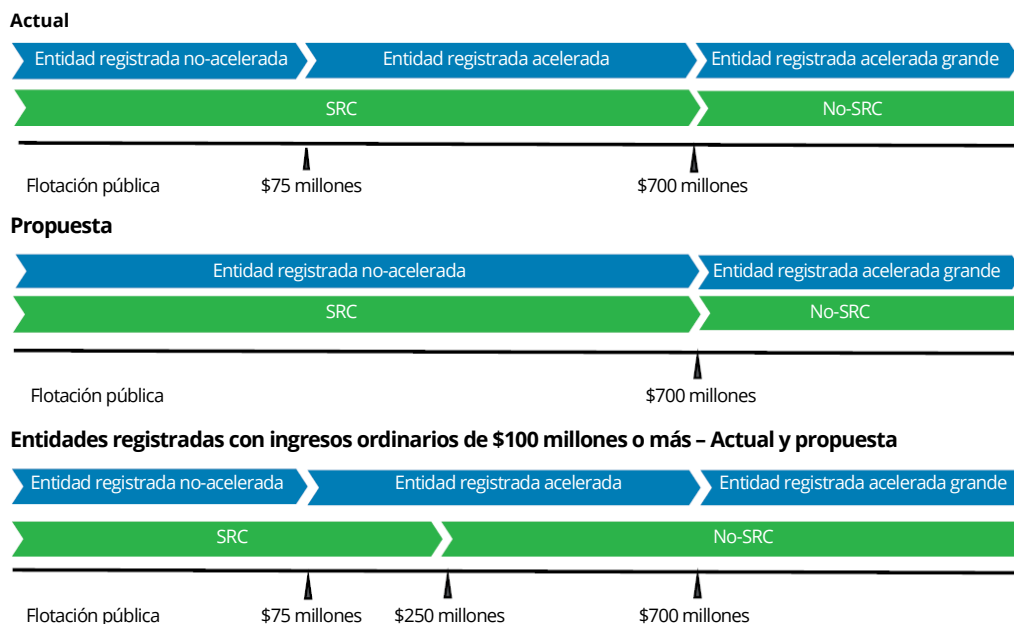 Actual
Entidad registrada no-acelerada Entidad registrada acelerada Entidad registrada acelerada grande
SRC No-SRC
Flotación pública $75 millones $700 millones
Propuesta
Entidad registrada no-acelerada Entidad registrada acelerada grande
SRC No-SRC
Flotación pública $700 millones
Entidades registradas con ingresos ordinarios de $100 millones o más – Actual y propuesta
Entidad registrada no-acelerada Entidad registrada acelerada Entidad registrada acelerada grande
SRC No-SRC
Flotación pública $75 millones $250 millones $700 millones